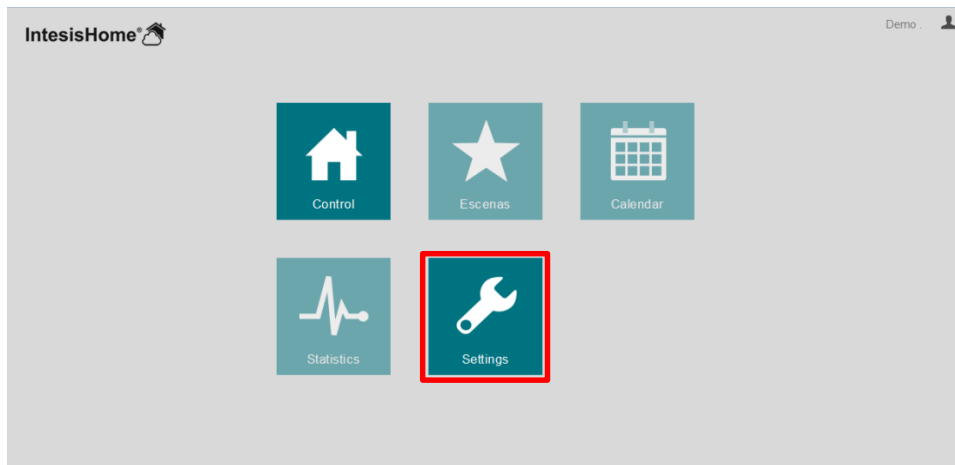 IntesisHome®
Demo .
Control
Escenas
Calendar
Statistics
Settings